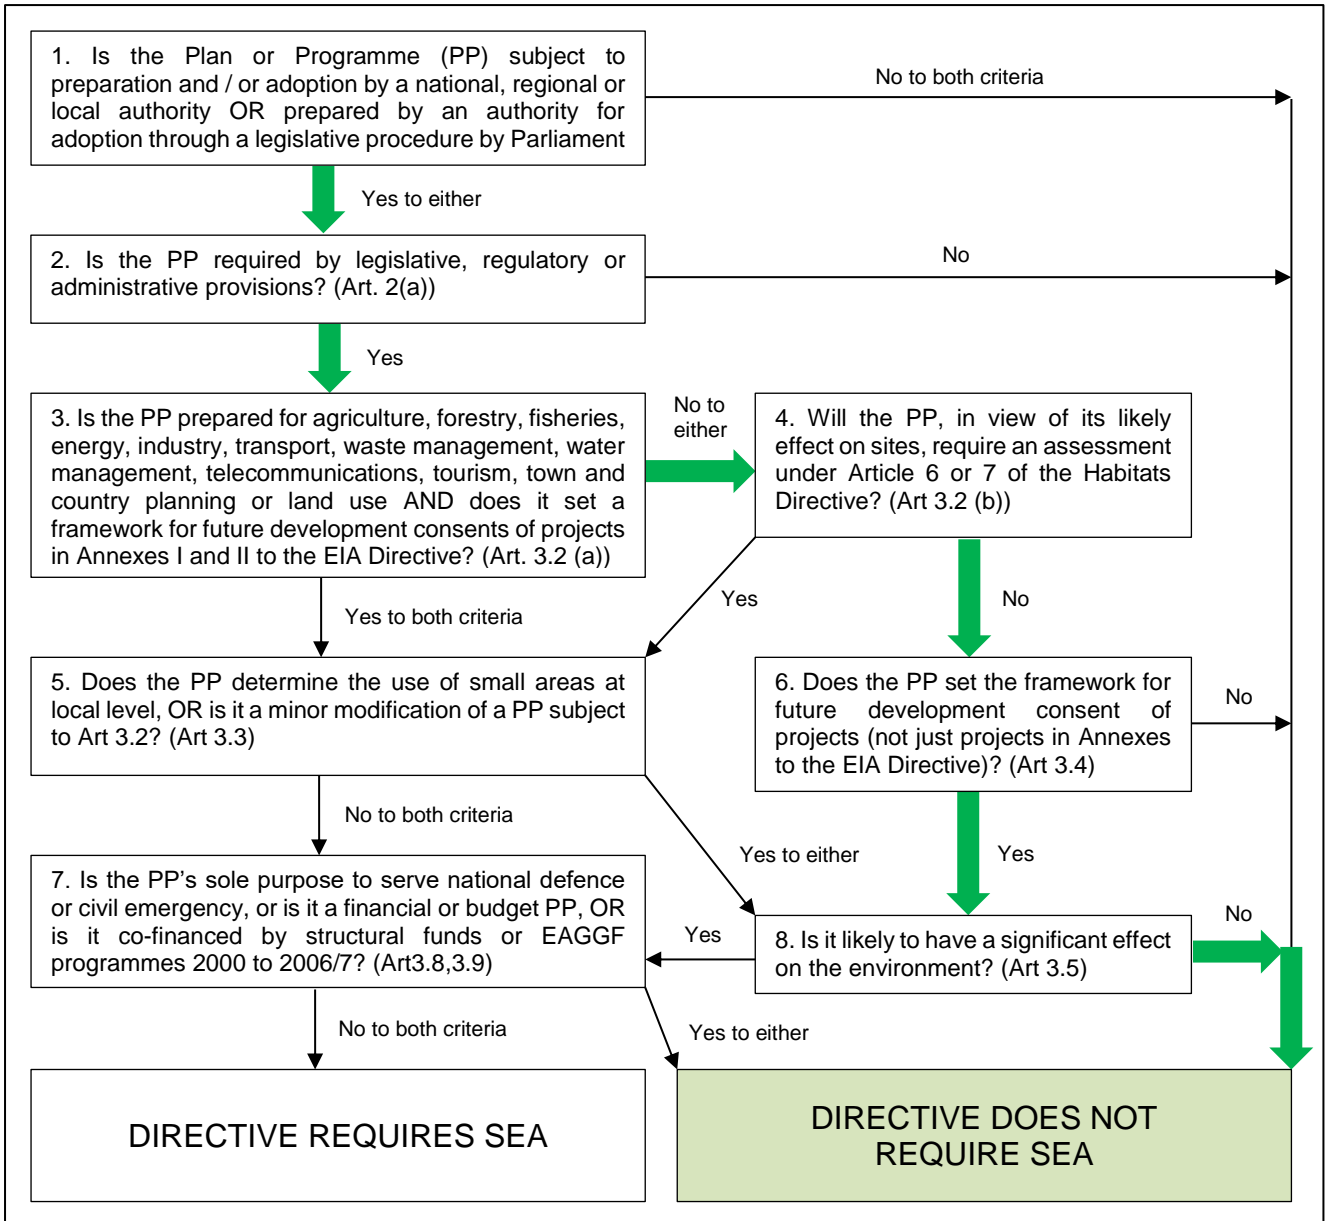 1. Is the Plan or Programme (PP) subject to
preparation and / or adoption by a national, regional or
local authority OR prepared by an authority for
adoption through a legislative procedure by Parliament
No to both criteria
Yes to either
2. Is the PP required by legislative, regulatory or
administrative provisions? (Art. 2(a))
No
Yes
3. Is the PP prepared for agriculture, forestry, fisheries,
energy, industry, transport, waste management, water
management, telecommunications, tourism, town and
country planning or land use AND does it set a
framework for future development consents of projects
in Annexes I and II to the EIA Directive? (Art. 3.2 (a))
No to
either
4. Will the PP, in view of its likely
effect on sites, require an assessment
under Article 6 or 7 of the Habitats
Directive? (Art 3.2 (b))
Yes to both criteria
Yes
No
5. Does the PP determine the use of small areas at
local level, OR is it a minor modification of a PP subject
to Art 3.2? (Art 3.3)
6. Does the PP set the framework for
future development consent of
projects (not just projects in Annexes
to the EIA Directive)? (Art 3.4)
No
No to both criteria
Yes to either
Yes
7. Is the PP's sole purpose to serve national defence
or civil emergency, or is it a financial or budget PP, OR
is it co-financed by structural funds or EAGGF
programmes 2000 to 2006/7? (Art3.8,3.9)
Yes
8. Is it likely to have a significant effect
on the environment? (Art 3.5)
No
No to both criteria
Yes to either
DIRECTIVE REQUIRES SEA
DIRECTIVE DOES NOT
REQUIRE SEA